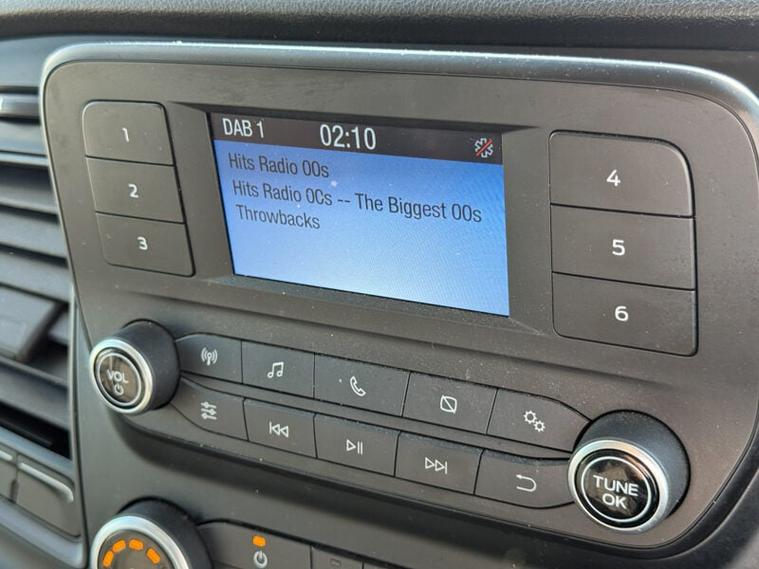 DAB 1 02:10
Hits Radio 00s
Hits Radio 0Cs -- The Biggest 00s
Throwbacks
1
2
3
4
5
6
VOL
TUNE
OK